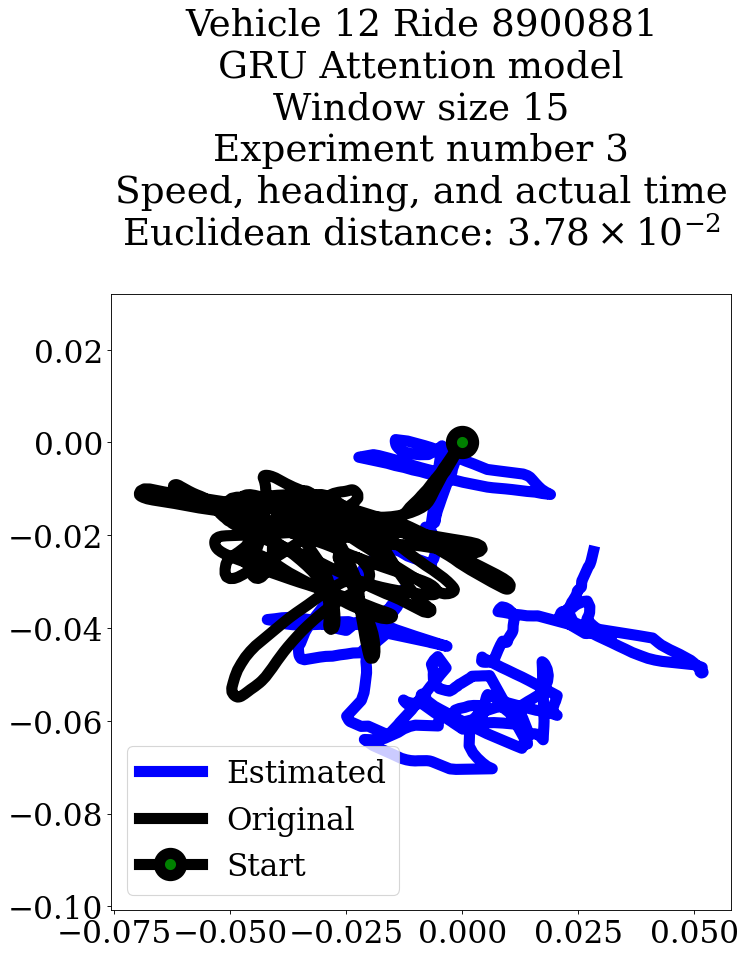 Vehicle 12 Ride 8900881
GRU Attention model
Window size 15
Experiment number 3
Speed, heading, and actual time
Euclidean distance: 3.78 × 10⁻²
0.02
0.00
−0.02
−0.04
−0.06
−0.08
−0.10
Estimated
Original
Start
−0.075 −0.050 −0.025 0.000 0.025 0.050